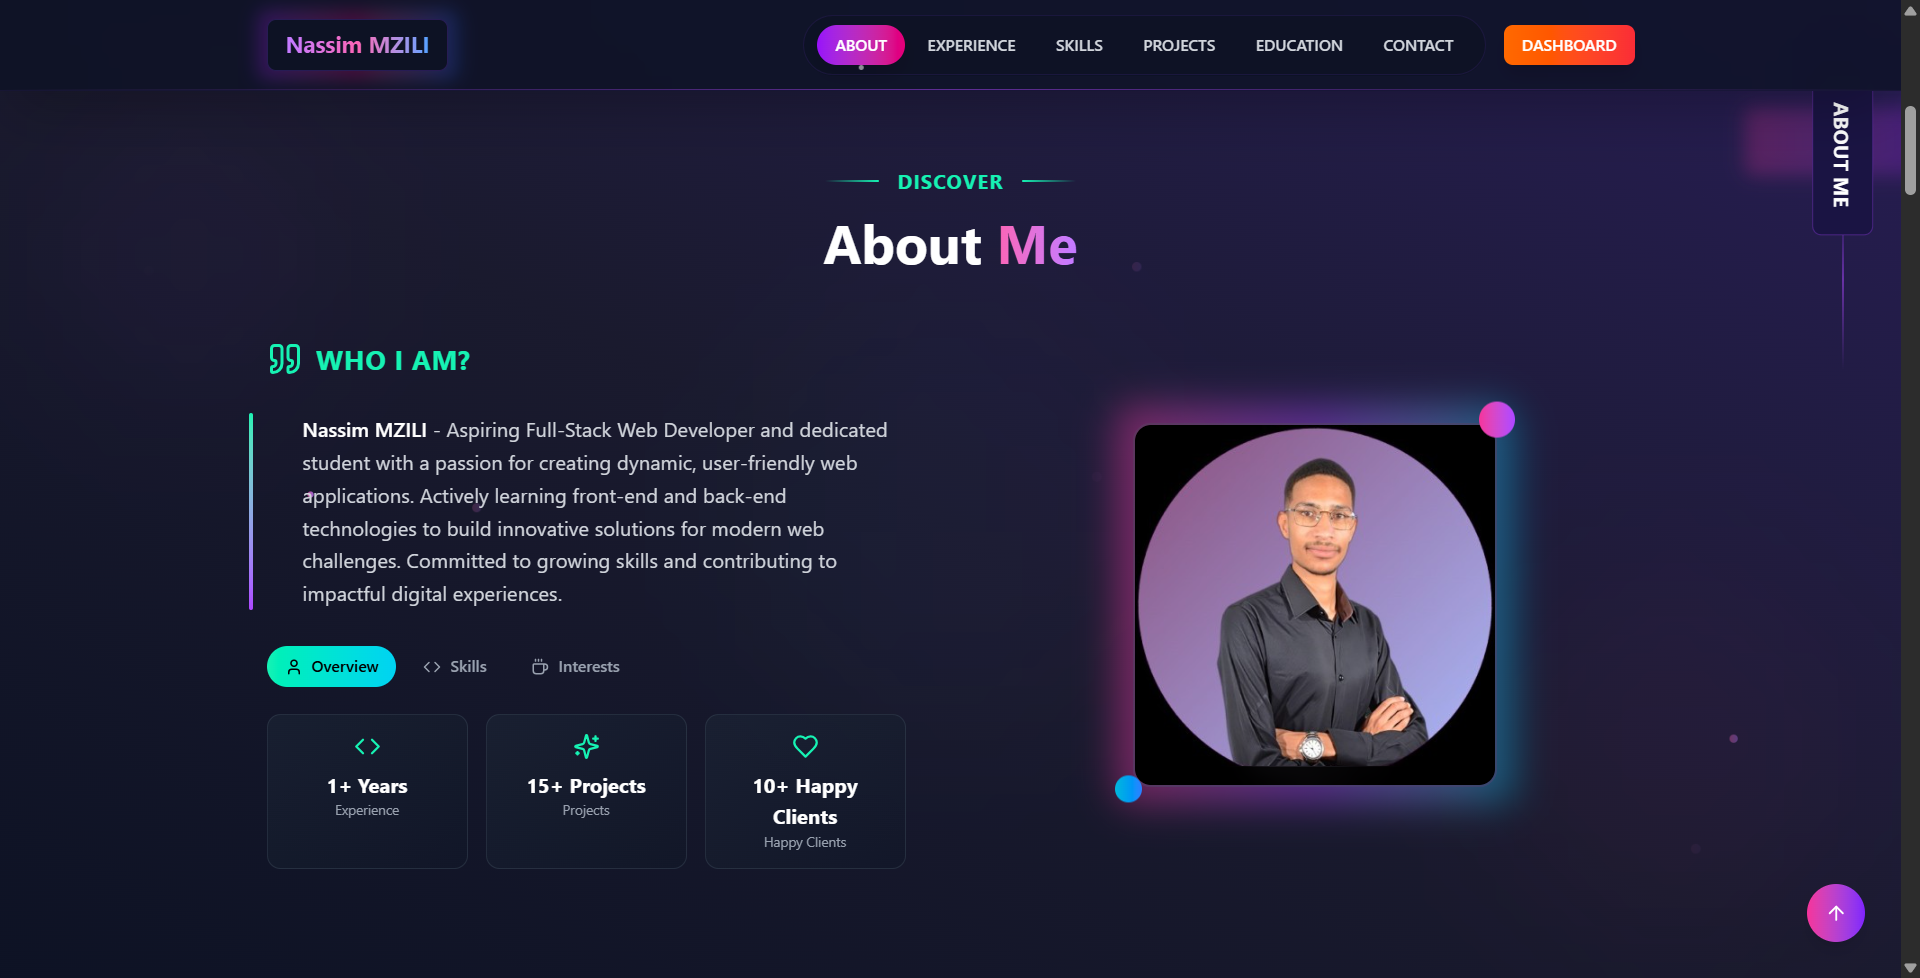 Nassim MZILI
ABOUT
EXPERIENCE
SKILLS
PROJECTS
EDUCATION
CONTACT
DASHBOARD
ABOUT ME
DISCOVER
About Me
WHO I AM?
Nassim MZILI - Aspiring Full-Stack Web Developer and dedicated
student with a passion for creating dynamic, user-friendly web
applications. Actively learning front-end and back-end
technologies to build innovative solutions for modern web
challenges. Committed to growing skills and contributing to
impactful digital experiences.
Overview
Skills
Interests
1+ Years
Experience
15+ Projects
Projects
10+ Happy
Clients
Happy Clients